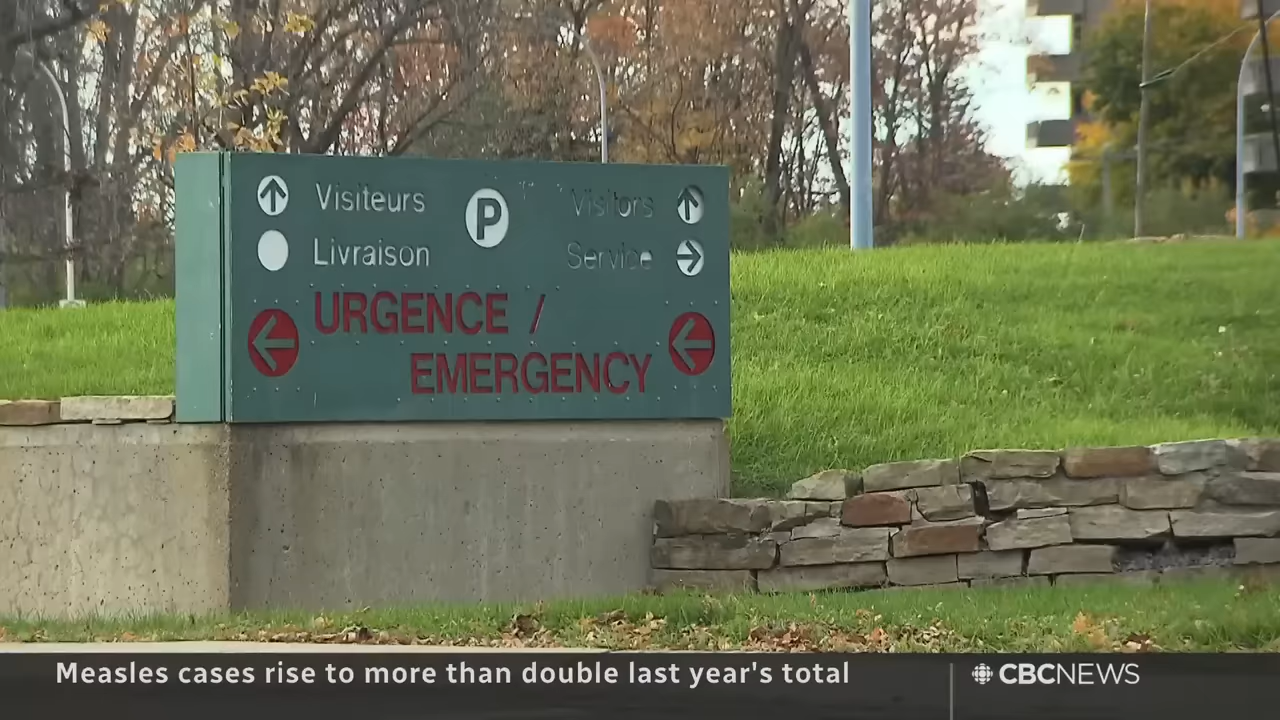 Visiteurs P Visitors
Livraison Service
URGENCE /
EMERGENCY
Measles cases rise to more than double last year's total
CBCNEWS